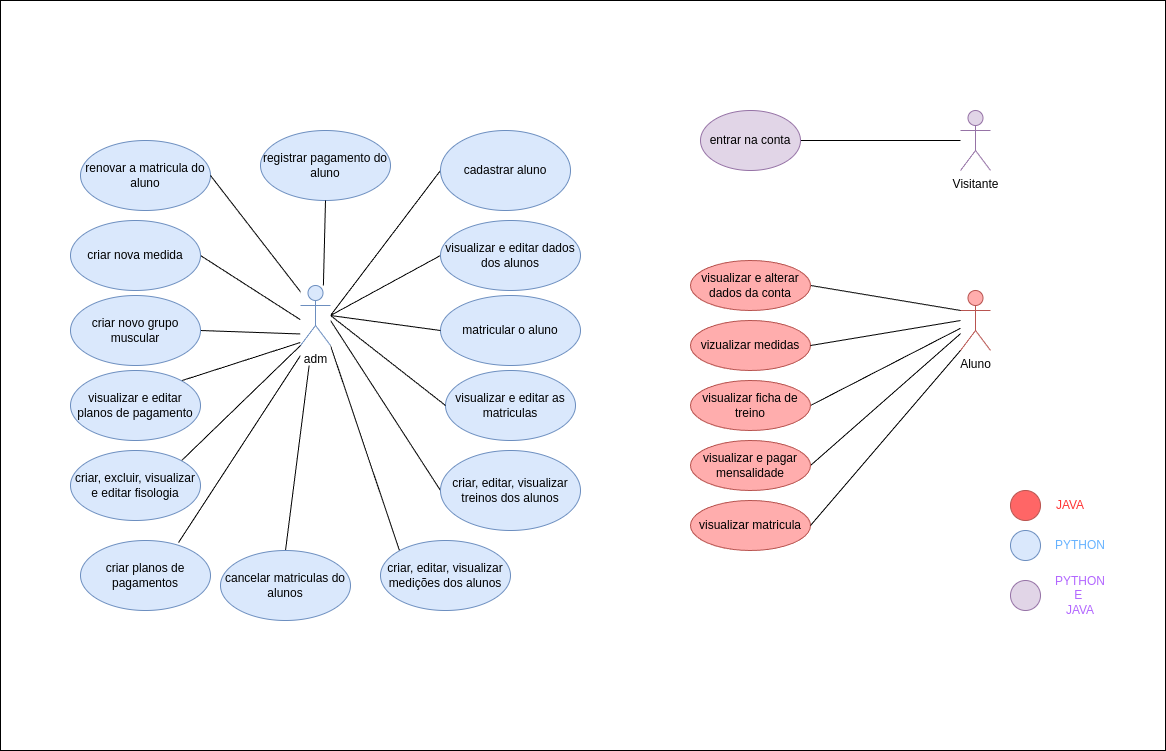 renovar a matricula do
aluno
registrar pagamento do
aluno
cadastrar aluno
criar nova medida
visualizar e editar dados
dos alunos
criar novo grupo
muscular
matricular o aluno
adm
visualizar e editar
planos de pagamento
visualizar e editar as
matriculas
criar, excluir, visualizar
e editar fisologia
criar, editar, visualizar
treinos dos alunos
criar planos de
pagamentos
cancelar matriculas do
alunos
criar, editar, visualizar
medições dos alunos
entrar na conta
Visitante
visualizar e alterar
dados da conta
vizualizar medidas
Aluno
visualizar ficha de
treino
visualizar e pagar
mensalidade
visualizar matricula
JAVA
PYTHON
PYTHON
E
JAVA